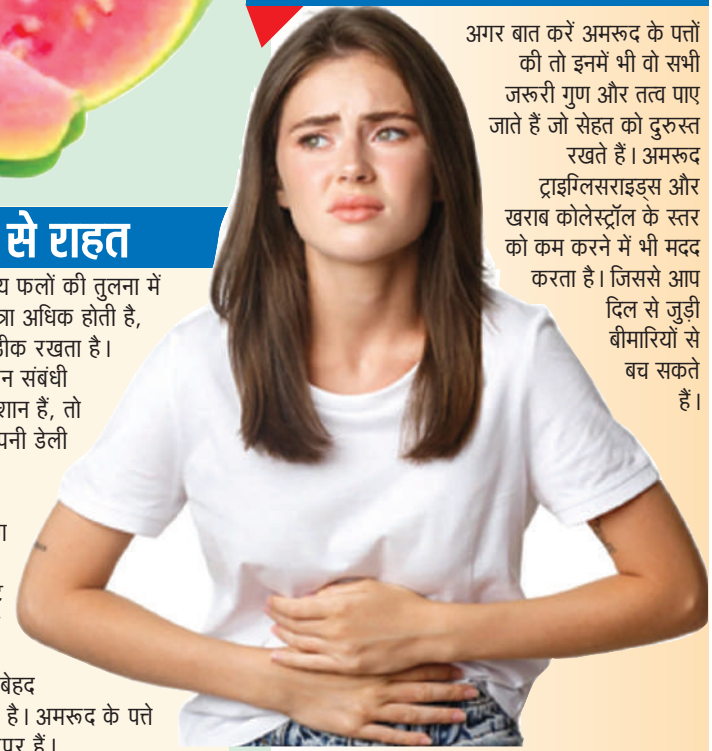 से राहत
फलों की तुलना में
अधिक होती है,
रखता है।
संबंधी
हैं, तो
डेली
बेहद
है। अमरूद के पत्ते
हैं।
अगर बात करें अमरूद के पत्तों
की तो इनमें भी वो सभी
जरूरी गुण और तत्व पाए
जाते हैं जो सेहत को दुरुस्त
रखते हैं। अमरूद
ट्राइग्लिसराइड्स और
खराब कोलेस्ट्रॉल के स्तर
को कम करने में भी मदद
करता है। जिससे आप
दिल से जुड़ी
बीमारियों से
बच सकते
हैं।